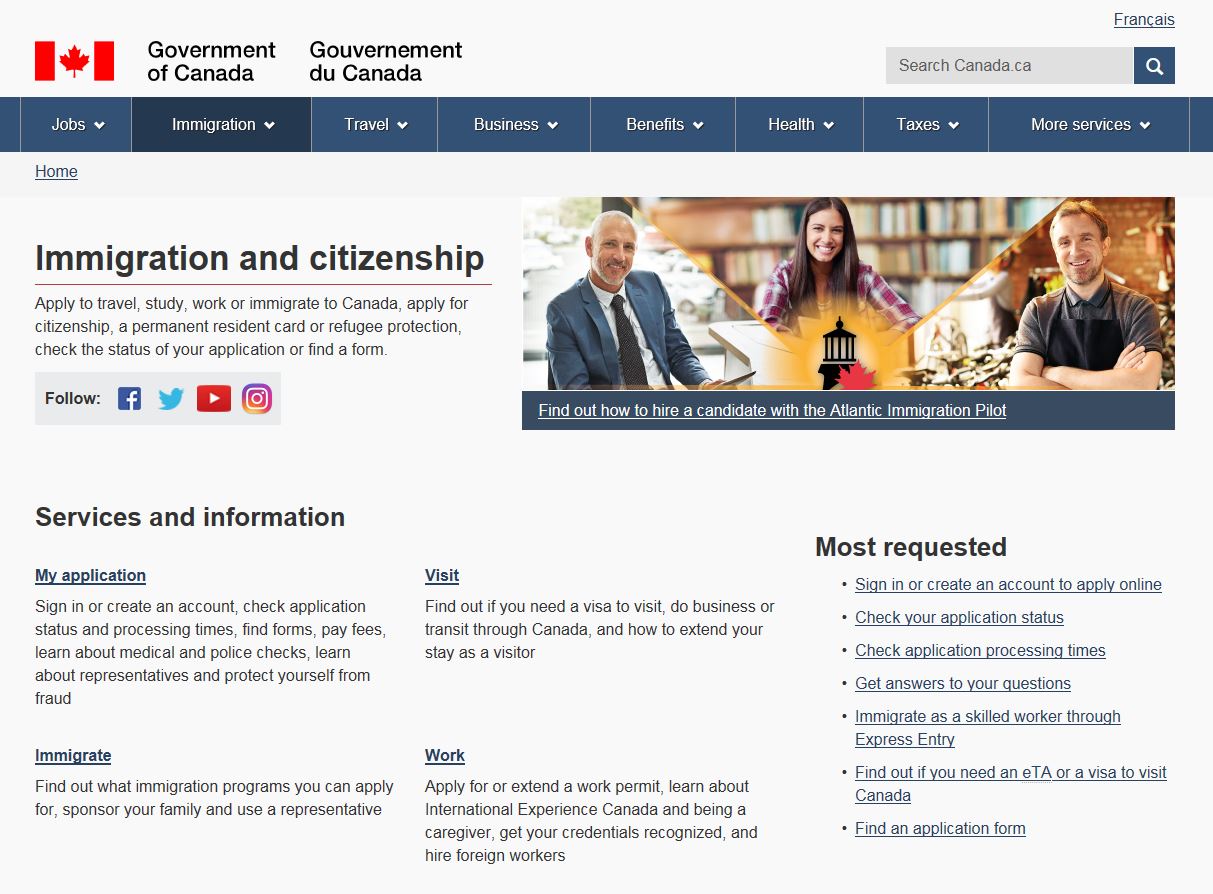 Français
Government
of Canada
Gouvernement
du Canada
Search Canada.ca
Jobs
Immigration
Travel
Business
Benefits
Health
Taxes
More services
Home
Immigration and citizenship
Apply to travel, study, work or immigrate to Canada, apply for
citizenship, a permanent resident card or refugee protection,
check the status of your application or find a form.
Follow:
Find out how to hire a candidate with the Atlantic Immigration Pilot
Services and information
My application
Sign in or create an account, check application
status and processing times, find forms, pay fees,
learn about medical and police checks, learn
about representatives and protect yourself from
fraud
Visit
Find out if you need a visa to visit, do business or
transit through Canada, and how to extend your
stay as a visitor
Immigrate
Find out what immigration programs you can apply
for, sponsor your family and use a representative
Work
Apply for or extend a work permit, learn about
International Experience Canada and being a
caregiver, get your credentials recognized, and
hire foreign workers
Most requested
• Sign in or create an account to apply online
• Check your application status
• Check application processing times
• Get answers to your questions
• Immigrate as a skilled worker through
Express Entry
• Find out if you need an eTA or a visa to visit
Canada
• Find an application form